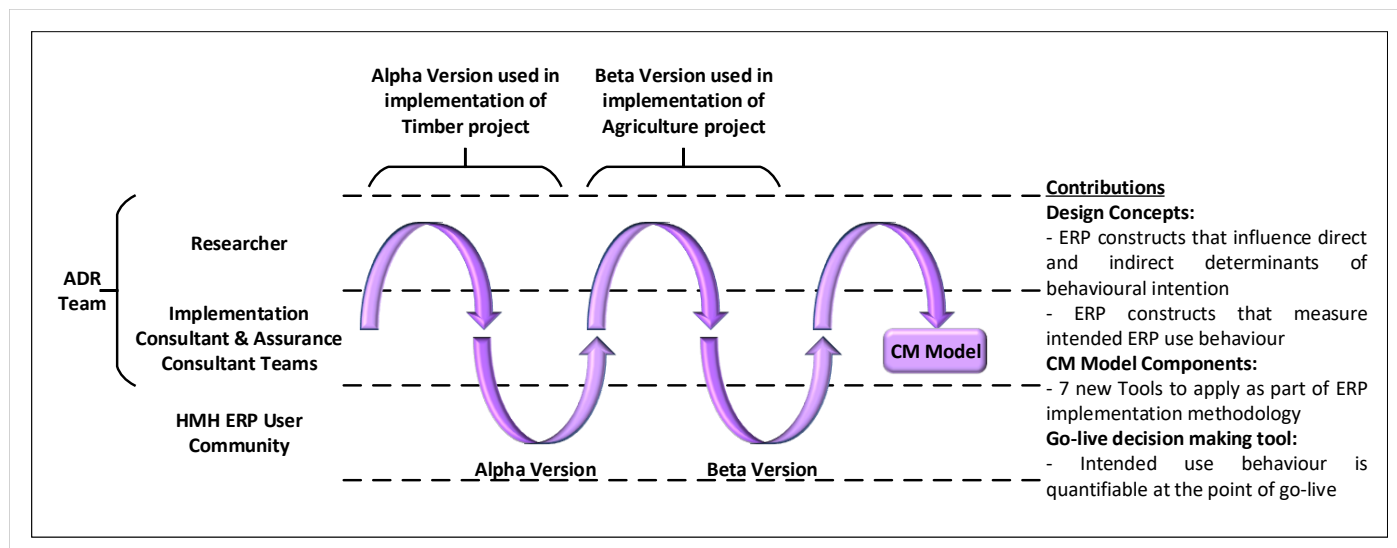 Alpha Version used in
implementation of
Timber project
Beta Version used in
implementation of
Agriculture project
ADR
Team
Researcher
Implementation
Consultant & Assurance
Consultant Teams
HMH ERP User
Community
Alpha Version
Beta Version
CM Model
Contributions
Design Concepts:
- ERP constructs that influence direct
and indirect determinants of
behavioural intention
- ERP constructs that measure
intended ERP use behaviour
CM Model Components:
- 7 new Tools to apply as part of ERP
implementation methodology
Go-live decision making tool:
- Intended use behaviour is
quantifiable at the point of go-live